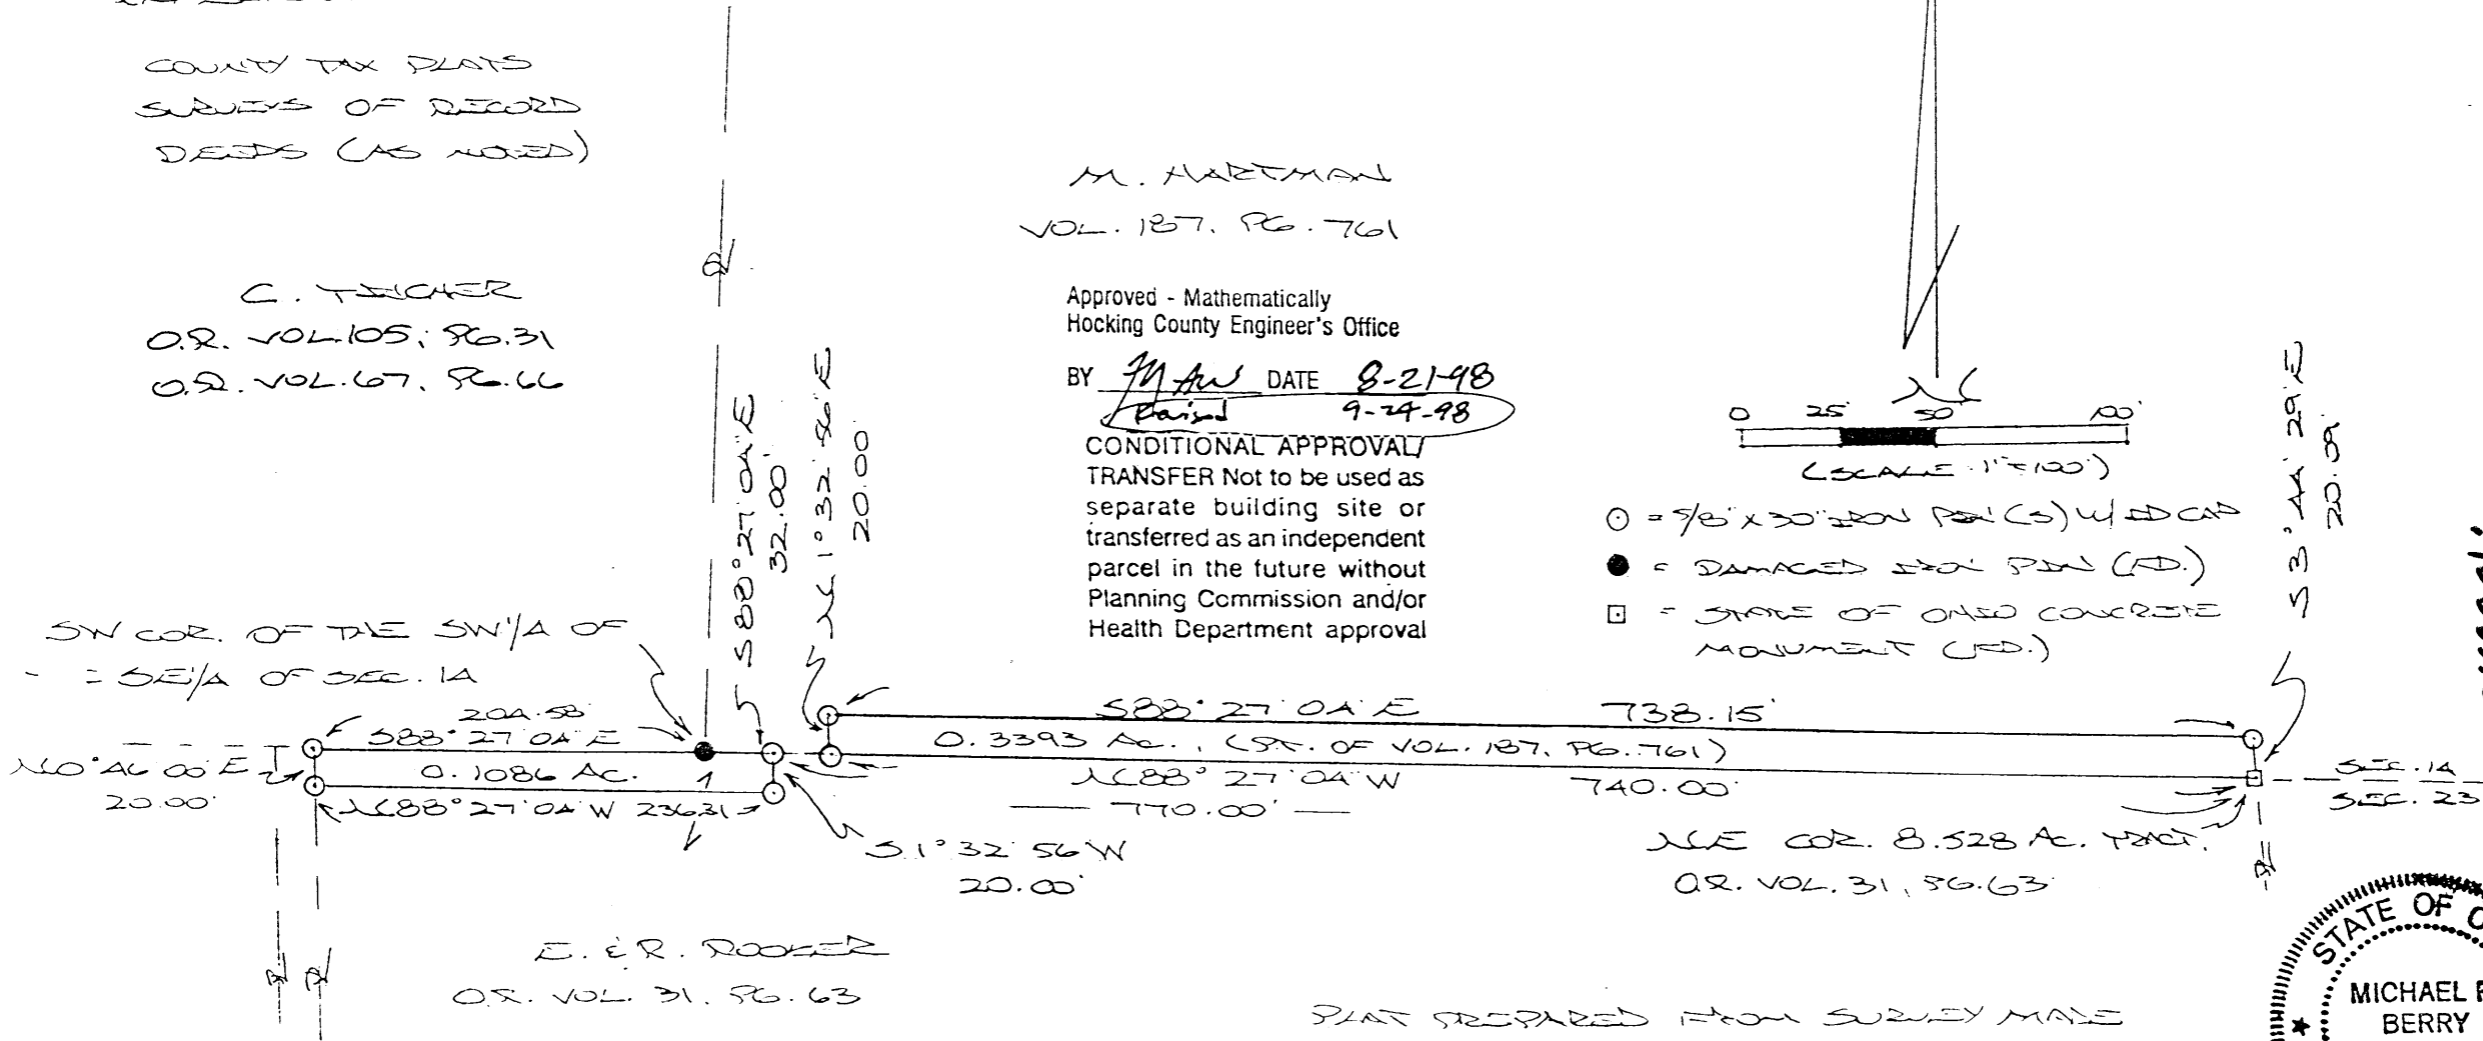 COUNTY TAX PLATS
SURVEYS OF RECORD
DEEDS (AS NOTED)
M. HARTMAN
VOL. 187, PG. 761
C. TEICHER
O.R. VOL. 105, PG. 31
O.R. VOL. 67, PG. 66
Approved - Mathematically
Hocking County Engineer's Office
BY DATE 8-21-98
Revised 9-24-98
CONDITIONAL APPROVAL/
TRANSFER Not to be used as
separate building site or
transferred as an independent
parcel in the future without
Planning Commission and/or
Health Department approval
0 25' 50' 100'
(SCALE 1"=100')
= 5/8" X 30" IRON PIN (S) W/ ID CAP
= DAMAGED IRON PIN (FD.)
= STATE OF OHIO CONCRETE
MONUMENT (FD.)
S 88° 27' 04" E
32.00'
N 1° 32' 56" E
20.00'
S 3° 44' 29" E
20.09'
SW COR. OF THE SW 1/4 OF
SE 1/4 OF SEC. 14
204.58'
S 88° 27' 04" E
0.1086 AC.
N 0° 46' 00" E
20.00'
N 88° 27' 04" W 236.31'
S 88° 27' 04" E 738.15'
0.3393 AC., (PT. OF VOL. 187, PG. 761)
N 88° 27' 04" W 740.00'
770.00'
SEC. 14
SEC. 23
S 1° 32' 56" W
20.00'
NE COR. 8.528 AC. TRACT,
O.R. VOL. 31, PG. 63
E. & R. ROOKER
O.R. VOL. 31, PG. 63
PLAT PREPARED FROM SURVEY MADE
STATE OF O
MICHAEL P
BERRY